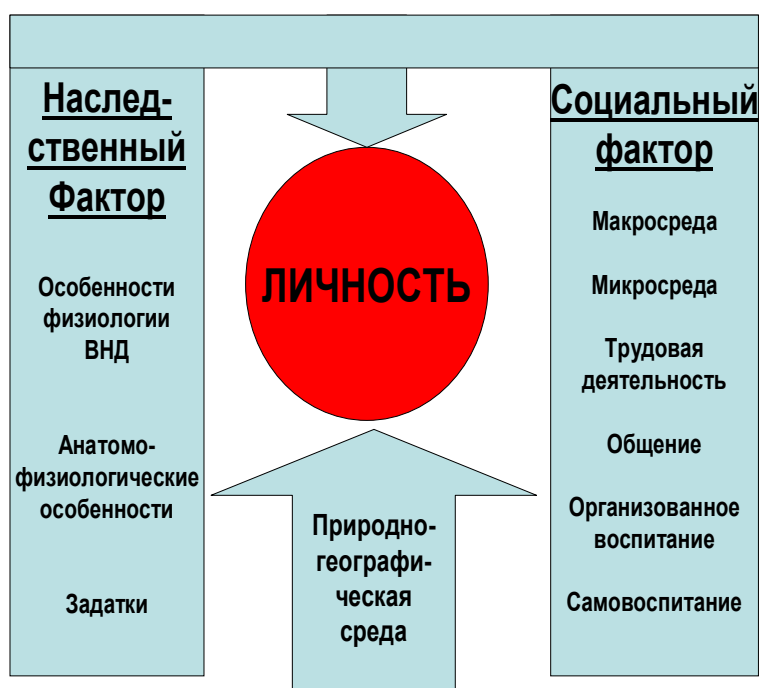 Наслед-
ственный
Фактор
Особенности
физиологии
ВНД
Анатомо-
физиологические
особенности
Задатки
ЛИЧНОСТЬ
Природно-
географи-
ческая
среда
Социальный
фактор
Макросреда
Микросреда
Трудовая
деятельность
Общение
Организованное
воспитание
Самовоспитание